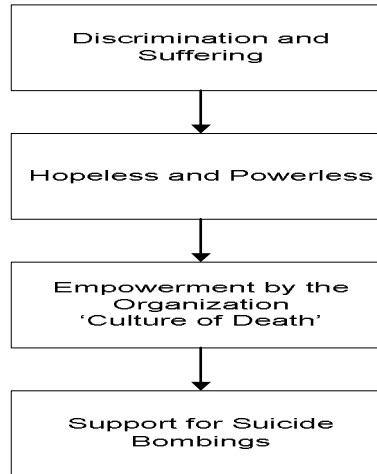 Discrimination and
Suffering
Hopeless and Powerless
Empowerment by the
Organization
‘Culture of Death’
Support for Suicide
Bombings